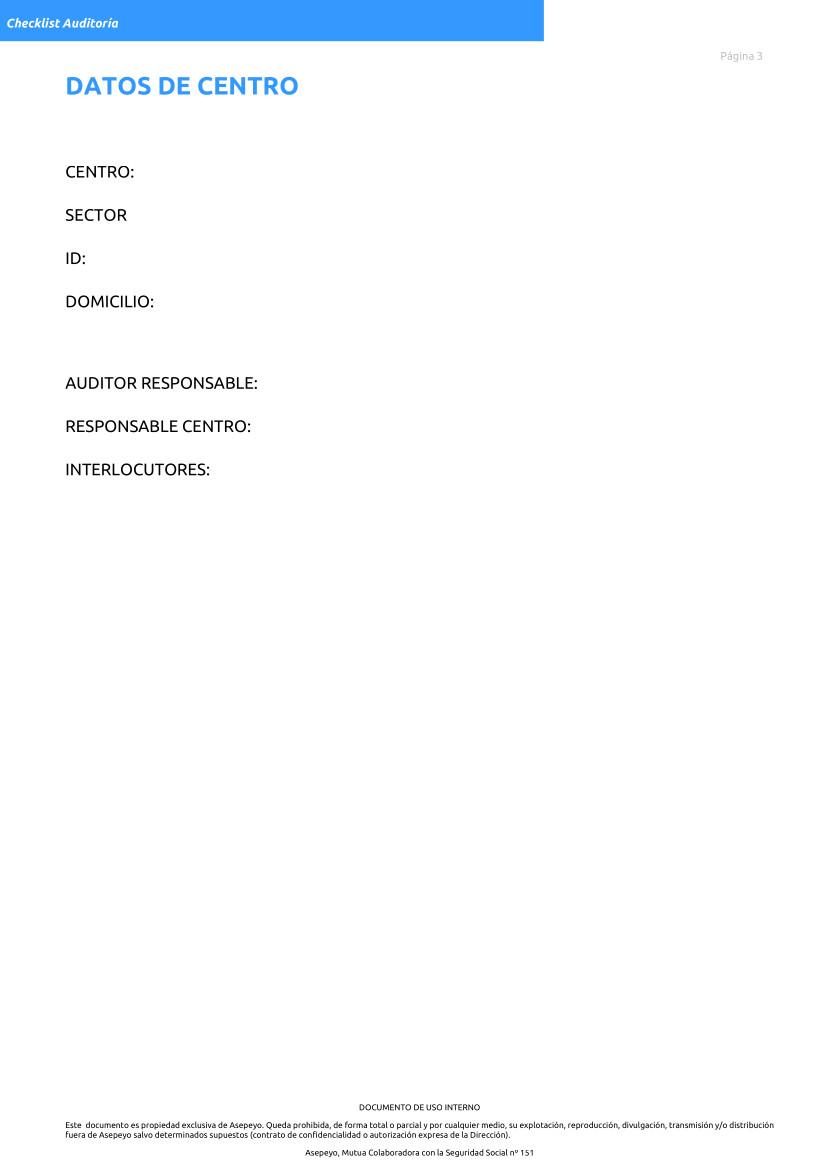 Checklist Auditoría
Página 3
DATOS DE CENTRO
CENTRO:
SECTOR
ID:
DOMICILIO:
AUDITOR RESPONSABLE:
RESPONSABLE CENTRO:
INTERLOCUTORES:
DOCUMENTO DE USO INTERNO
Este documento es propiedad exclusiva de Asepeyo. Queda prohibida, de forma total o parcial y por cualquier medio, su explotación, reproducción, divulgación, transmisión y/o distribución
fuera de Asepeyo salvo determinados supuestos (contrato de confidencialidad o autorización expresa de la Dirección).
Asepeyo, Mutua Colaboradora con la Seguridad Social nº 151